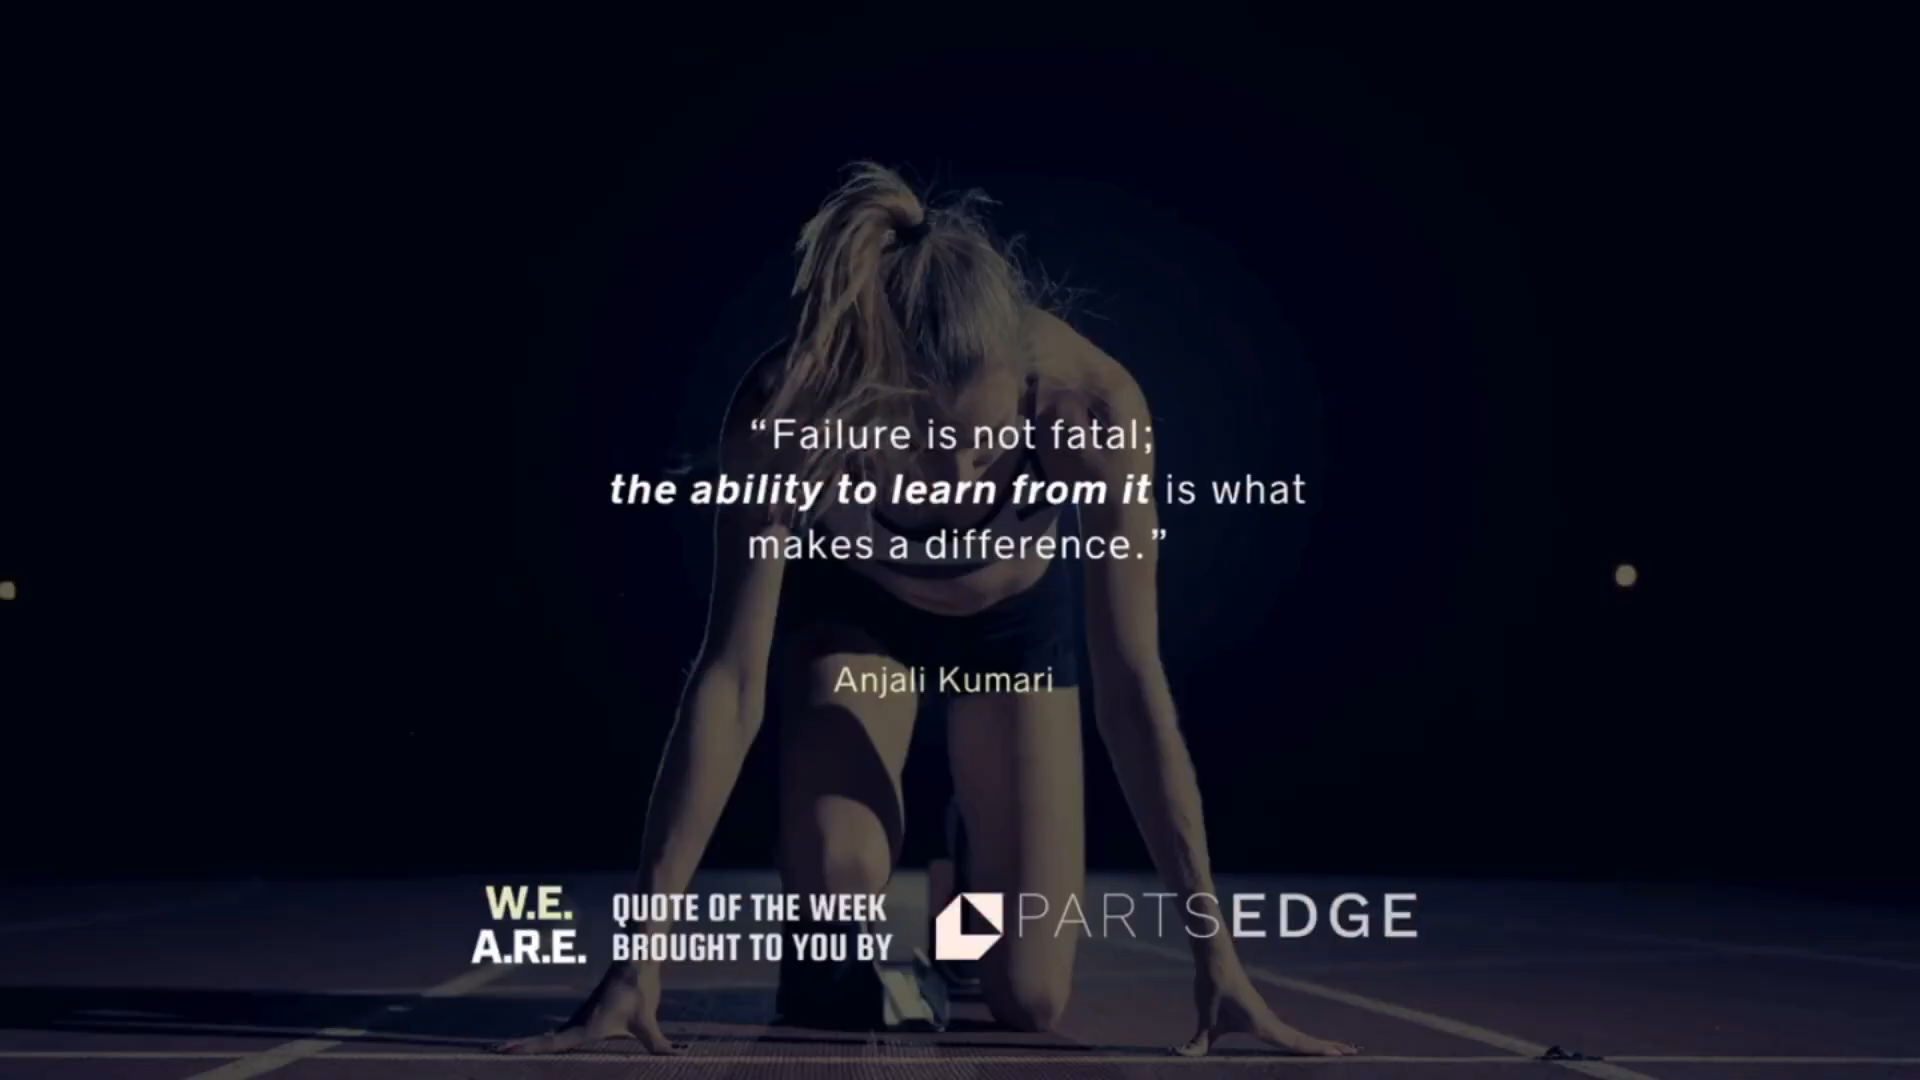 “Failure is not fatal;
the ability to learn from it is what
makes a difference.”
Anjali Kumari
W.E.
A.R.E.
QUOTE OF THE WEEK
BROUGHT TO YOU BY
PARTSEDGE